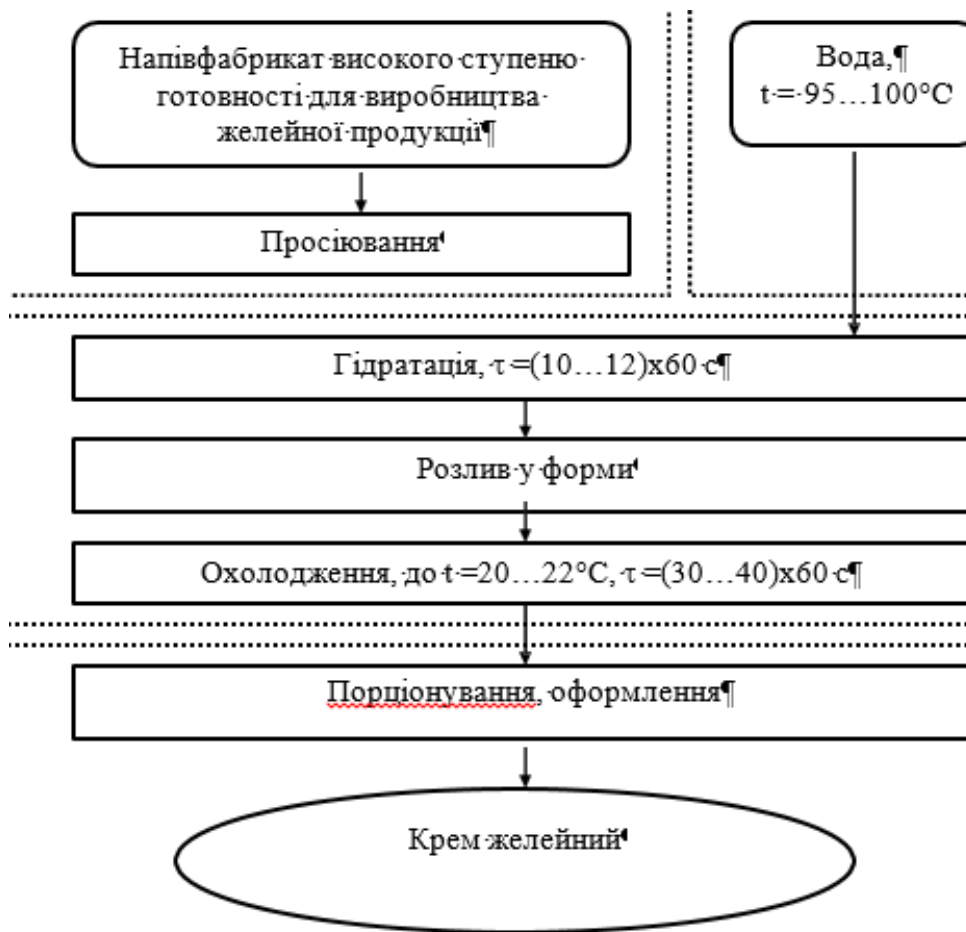 Напівфабрикат високого ступеню
готовності для виробництва
желейної продукції¶
Вода,¶
t = 95…100°C
Просіювання
Гідратація, τ =(10…12)х60 с¶
Розлив у форми
Охолодження, до t =20…22°C, τ =(30…40)х60 с¶
Порціонування, оформлення¶
Крем желейний